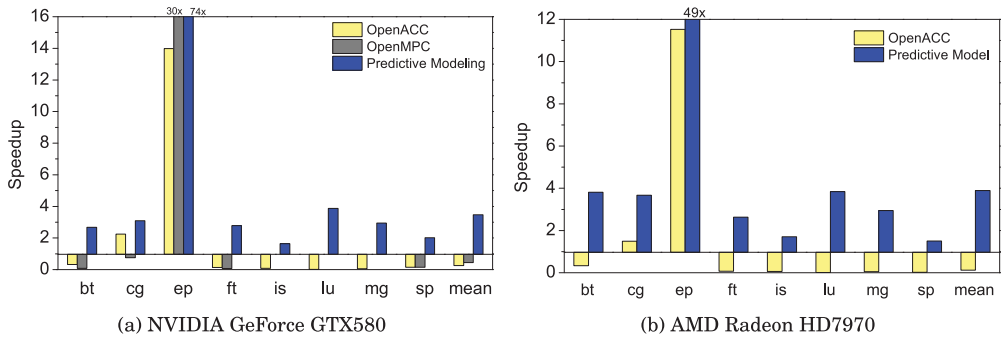 30x 74x
16
14
12
10
8
6
4
2
0
Speedup
OpenACC
OpenMPC
Predictive Modeling
bt cg ep ft is lu mg sp mean
(a) NVIDIA GeForce GTX580
49x
12
10
8
6
4
2
0
Speedup
OpenACC
Predictive Model
bt cg ep ft is lu mg sp mean
(b) AMD Radeon HD7970